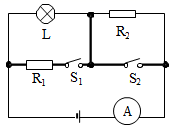 L R₂
R₁ S₁ S₂
A